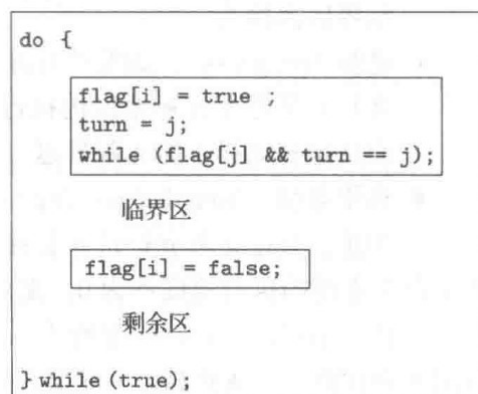 do {
flag[i] = true ;
turn = j;
while (flag[j] && turn == j);
临界区
flag[i] = false;
剩余区
} while (true);